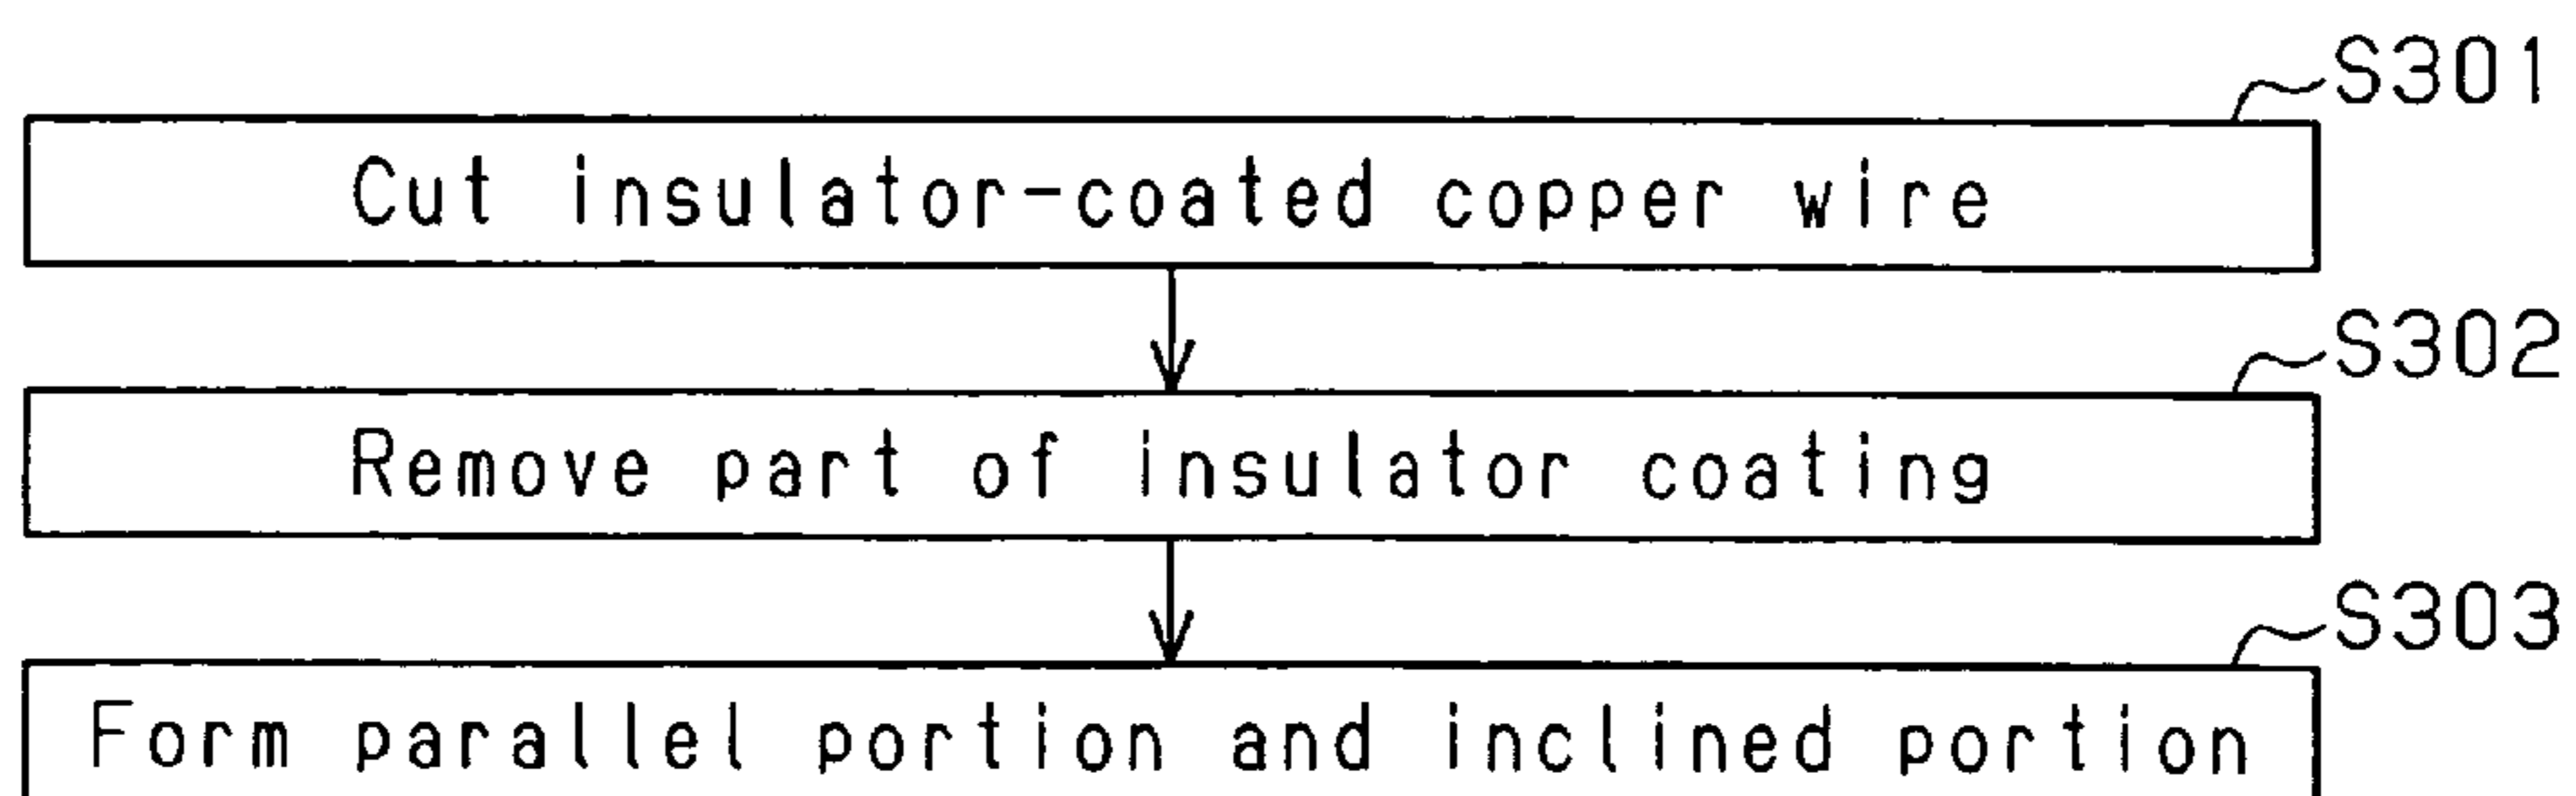 S301
Cut insulator-coated copper wire
S302
Remove part of insulator coating
S303
Form parallel portion and inclined portion